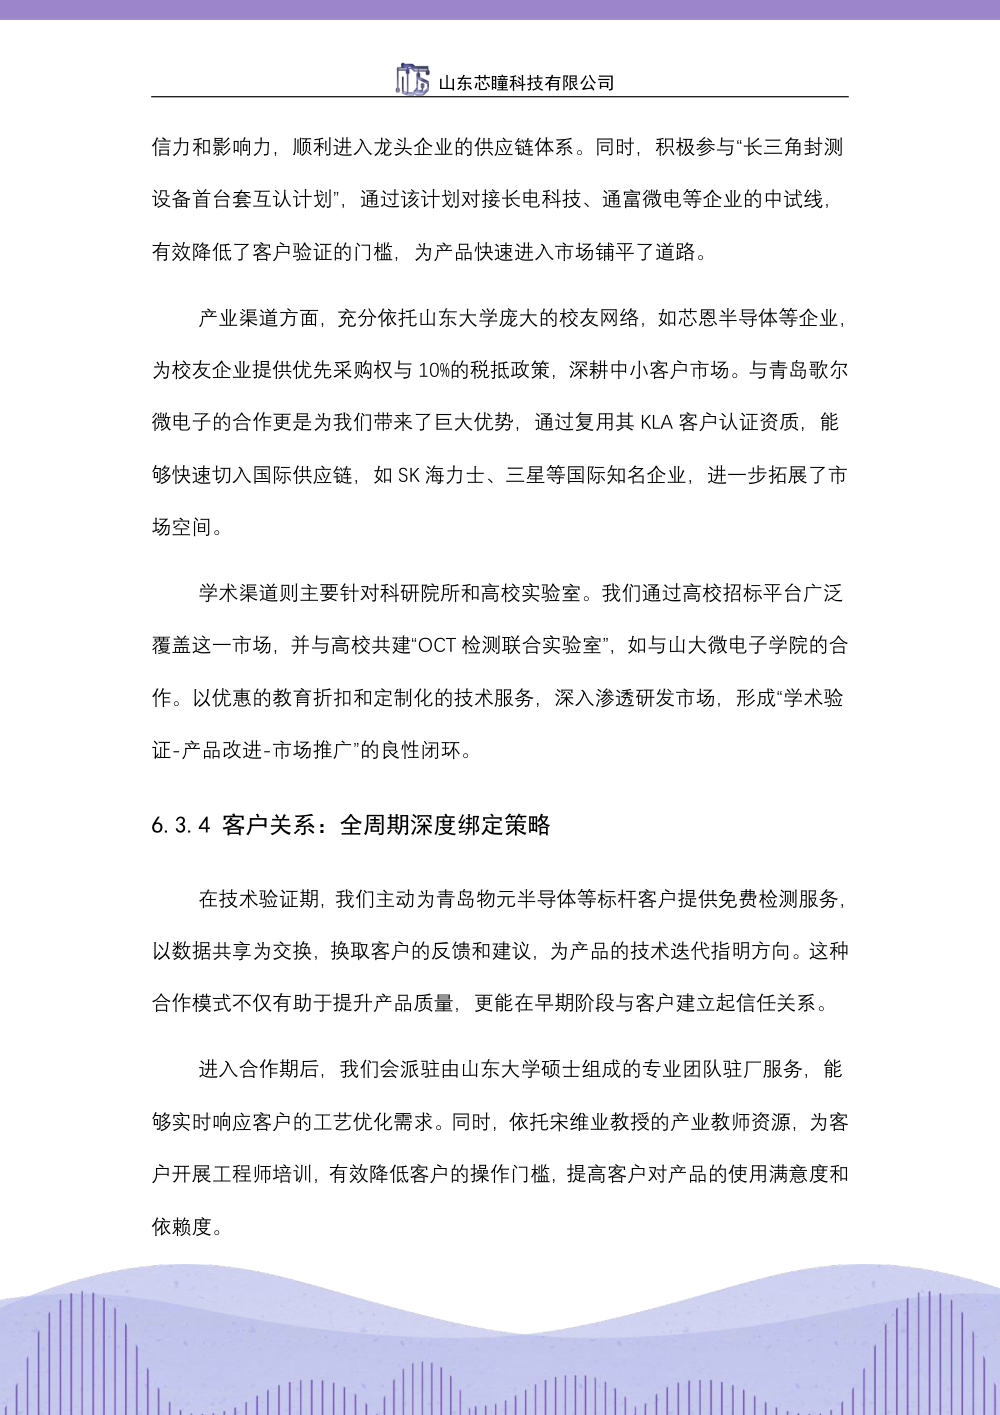 山东芯瞳科技有限公司
信力和影响力，顺利进入龙头企业的供应链体系。同时，积极参与“长三角封测
设备首台套互认计划”，通过该计划对接长电科技、通富微电等企业的中试线，
有效降低了客户验证的门槛，为产品快速进入市场铺平了道路。
产业渠道方面，充分依托山东大学庞大的校友网络，如芯恩半导体等企业，
为校友企业提供优先采购权与 10%的税抵政策，深耕中小客户市场。与青岛歌尔
微电子的合作更是为我们带来了巨大优势，通过复用其 KLA 客户认证资质，能
够快速切入国际供应链，如 SK 海力士、三星等国际知名企业，进一步拓展了市
场空间。
学术渠道则主要针对科研院所和高校实验室。我们通过高校招标平台广泛
覆盖这一市场，并与高校共建“OCT 检测联合实验室”，如与山大微电子学院的合
作。以优惠的教育折扣和定制化的技术服务，深入渗透研发市场，形成“学术验
证-产品改进-市场推广”的良性闭环。
6.3.4 客户关系：全周期深度绑定策略
在技术验证期，我们主动为青岛物元半导体等标杆客户提供免费检测服务，
以数据共享为交换，换取客户的反馈和建议，为产品的技术迭代指明方向。这种
合作模式不仅有助于提升产品质量，更能在早期阶段与客户建立起信任关系。
进入合作期后，我们会派驻由山东大学硕士组成的专业团队驻厂服务，能
够实时响应客户的工艺优化需求。同时，依托宋维业教授的产业教师资源，为客
户开展工程师培训，有效降低客户的操作门槛，提高客户对产品的使用满意度和
依赖度。